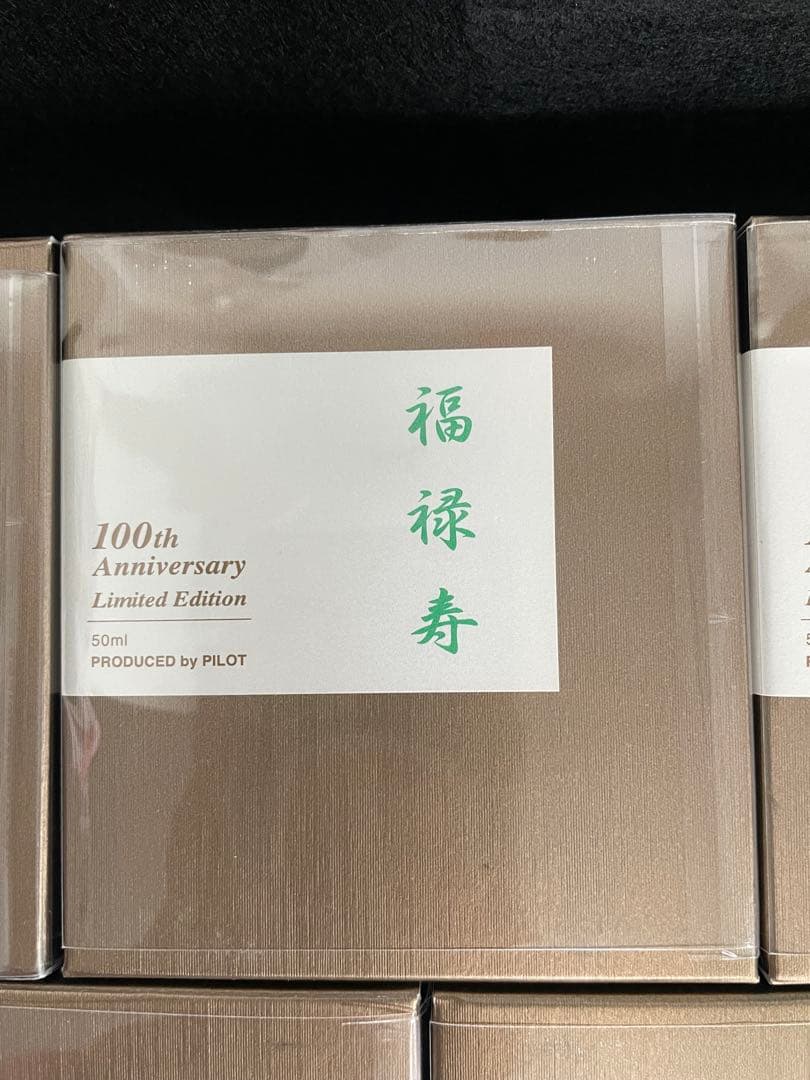 福禄寿
100th
Anniversary
Limited Edition
50ml
PRODUCED by PILOT